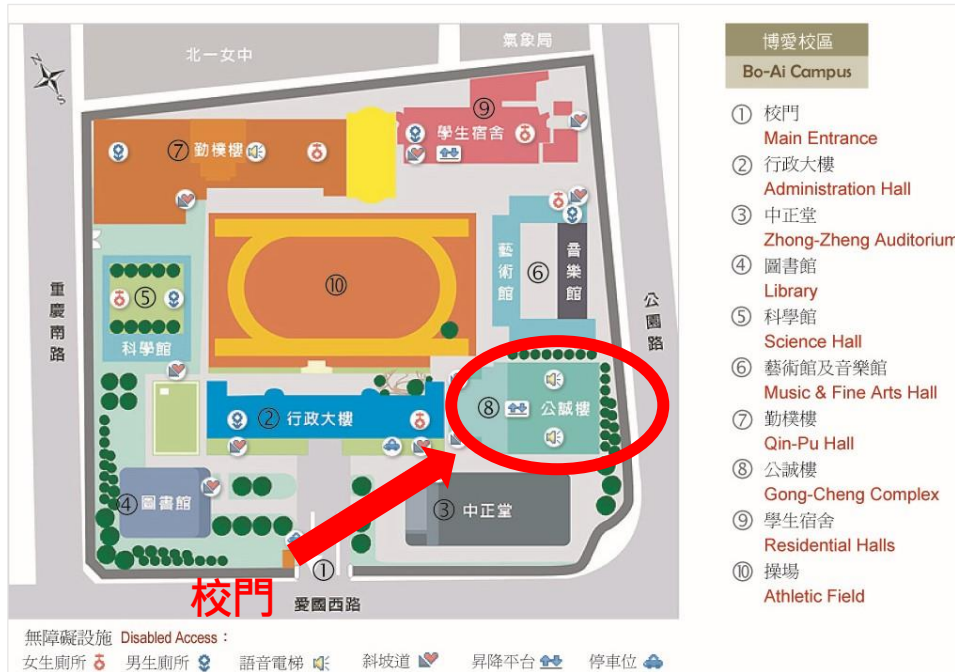 北一女中
氣象局
N
S
⑨
學生宿舍
⑦ 勤樸樓
藝術館
⑥
音樂館
⑩
⑤
科學館
重慶南路
公園路
⑧ 公誠樓
② 行政大樓
④ 圖書館
③ 中正堂
①
校門
愛國西路
博愛校區
Bo-Ai Campus
① 校門
Main Entrance
② 行政大樓
Administration Hall
③ 中正堂
Zhong-Zheng Auditorium
④ 圖書館
Library
⑤ 科學館
Science Hall
⑥ 藝術館及音樂館
Music & Fine Arts Hall
⑦ 勤樸樓
Qin-Pu Hall
⑧ 公誠樓
Gong-Cheng Complex
⑨ 學生宿舍
Residential Halls
⑩ 操場
Athletic Field
無障礙設施 Disabled Access：
女生廁所 男生廁所 語音電梯 斜坡道 昇降平台 停車位